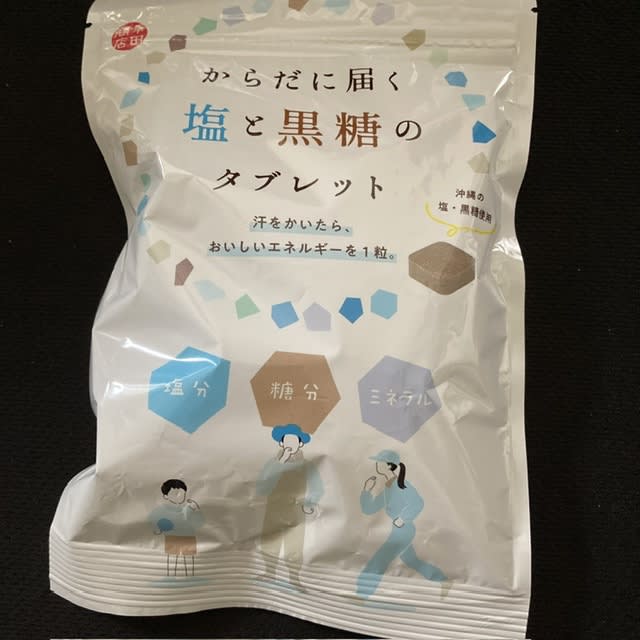 からだに届く
塩と黒糖の
タブレット
沖縄の
塩・黒糖使用
汗をかいたら、
おいしいエネルギーを1粒。
塩分
糖分
ミネラル